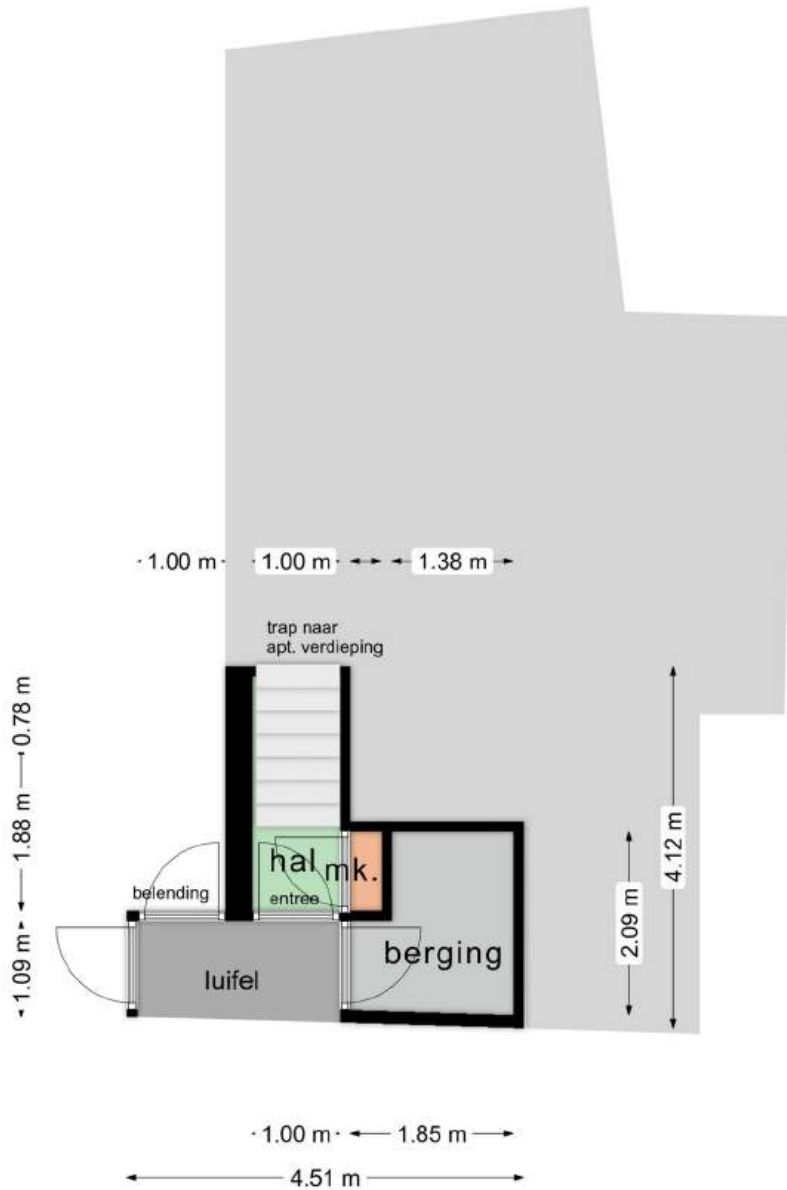 1.00 m
1.00 m
1.38 m
trap naar
apt. verdieping
0.78 m
1.88 m
1.09 m
4.12 m
2.09 m
hal
mk.
belending
entree
berging
luifel
1.00 m
1.85 m
4.51 m